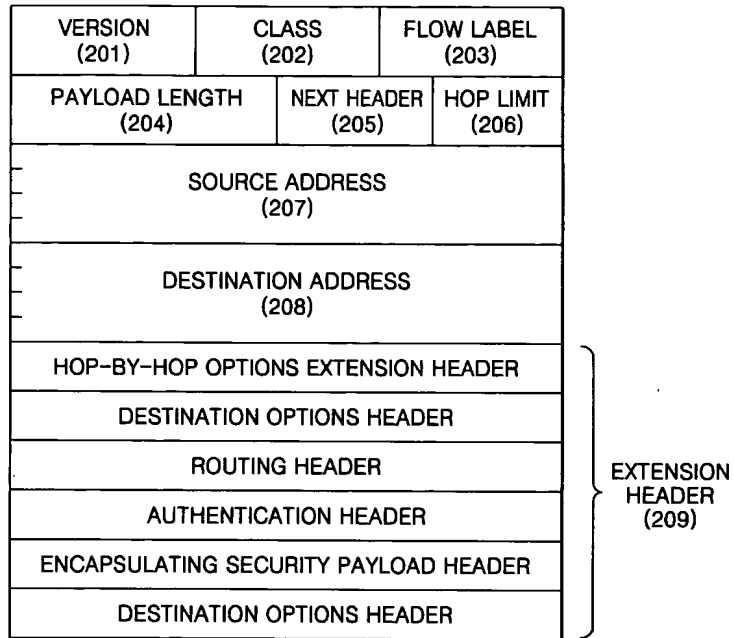 VERSION
(201)
CLASS
(202)
FLOW LABEL
(203)
PAYLOAD LENGTH
(204)
NEXT HEADER
(205)
HOP LIMIT
(206)
SOURCE ADDRESS
(207)
DESTINATION ADDRESS
(208)
HOP-BY-HOP OPTIONS EXTENSION HEADER
DESTINATION OPTIONS HEADER
ROUTING HEADER
AUTHENTICATION HEADER
ENCAPSULATING SECURITY PAYLOAD HEADER
DESTINATION OPTIONS HEADER
EXTENSION
HEADER
(209)